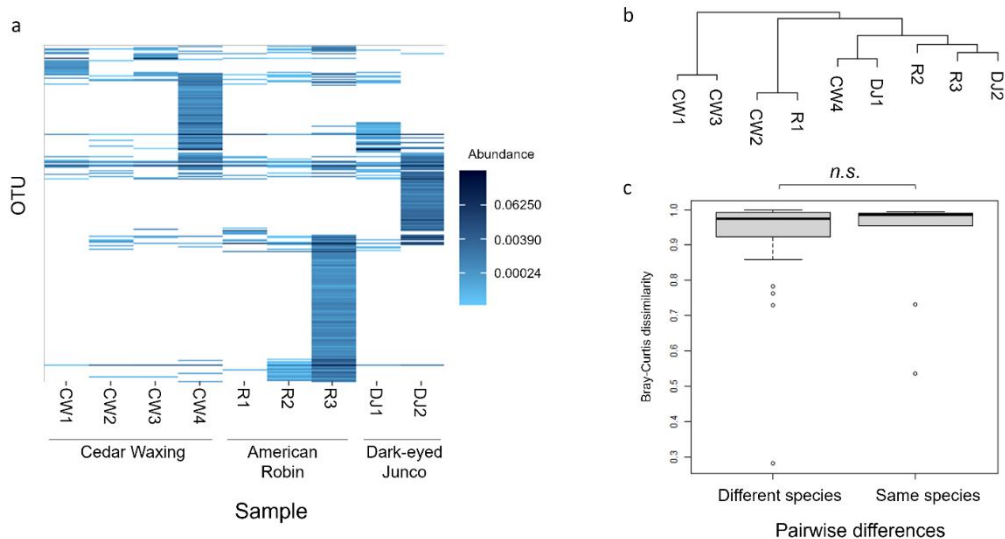 a
OTU
Abundance
0.06250
0.00390
0.00024
-CW1
-CW2
-CW3
-CW4
-R1
-R2
-R3
-DJ1
-DJ2
Cedar Waxing
American
Robin
Dark-eyed
Junco
Sample
b
CW1
CW3
CW2
R1
CW4
DJ1
R2
R3
DJ2
c
n.s.
Bray-Curtis dissimilarity
1.0
0.9
0.8
0.7
0.6
0.5
0.4
0.3
Different species
Same species
Pairwise differences